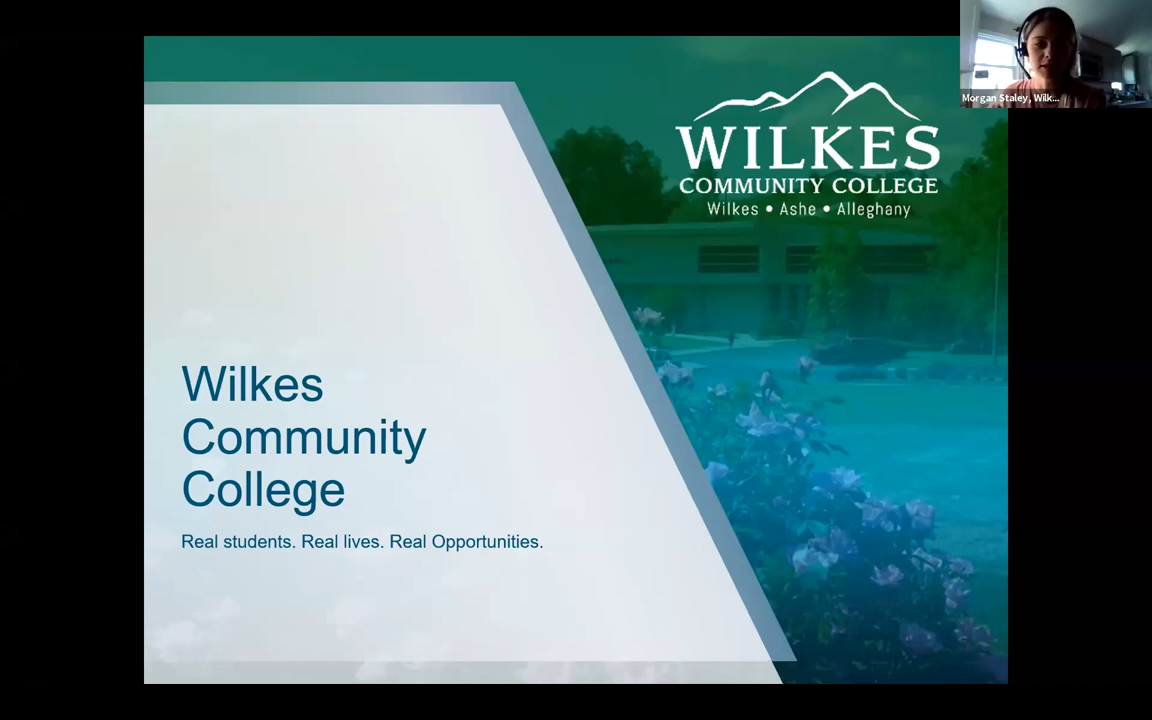 Morgan Staley, Wilk...
WILKES
COMMUNITY COLLEGE
Wilkes • Ashe • Alleghany
Wilkes
Community
College
Real students. Real lives. Real Opportunities.